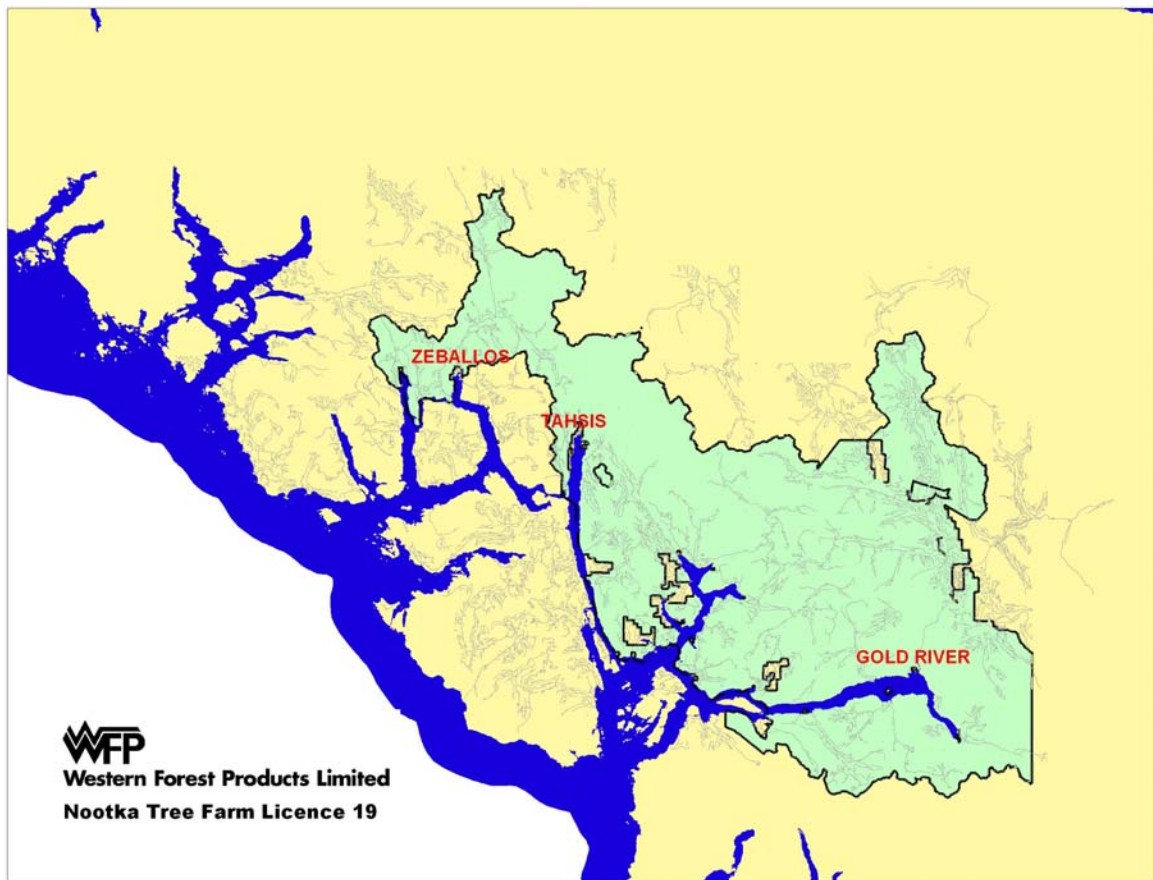 ZEBALLOS
TAHSIS
GOLD RIVER
WFP
Western Forest Products Limited
Nootka Tree Farm Licence 19